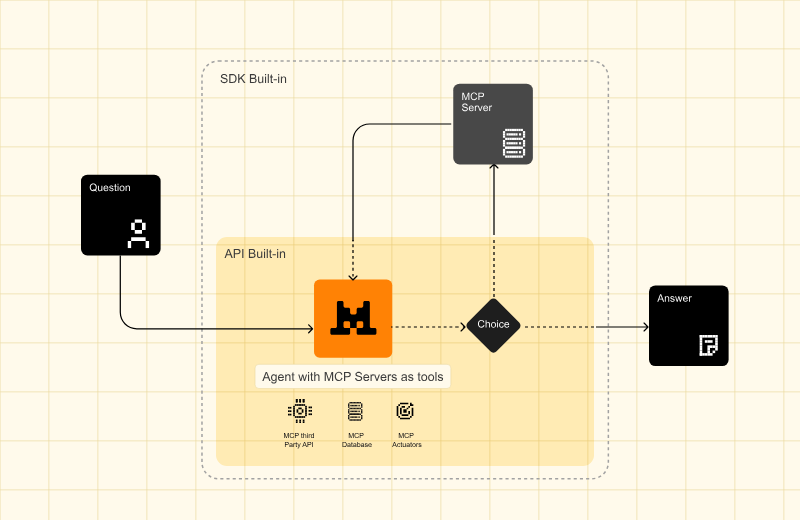 SDK Built-in
MCP
Server
Question
API Built-in
Answer
Choice
Agent with MCP Servers as tools
MCP third
Party API
MCP
Database
MCP
Actuators